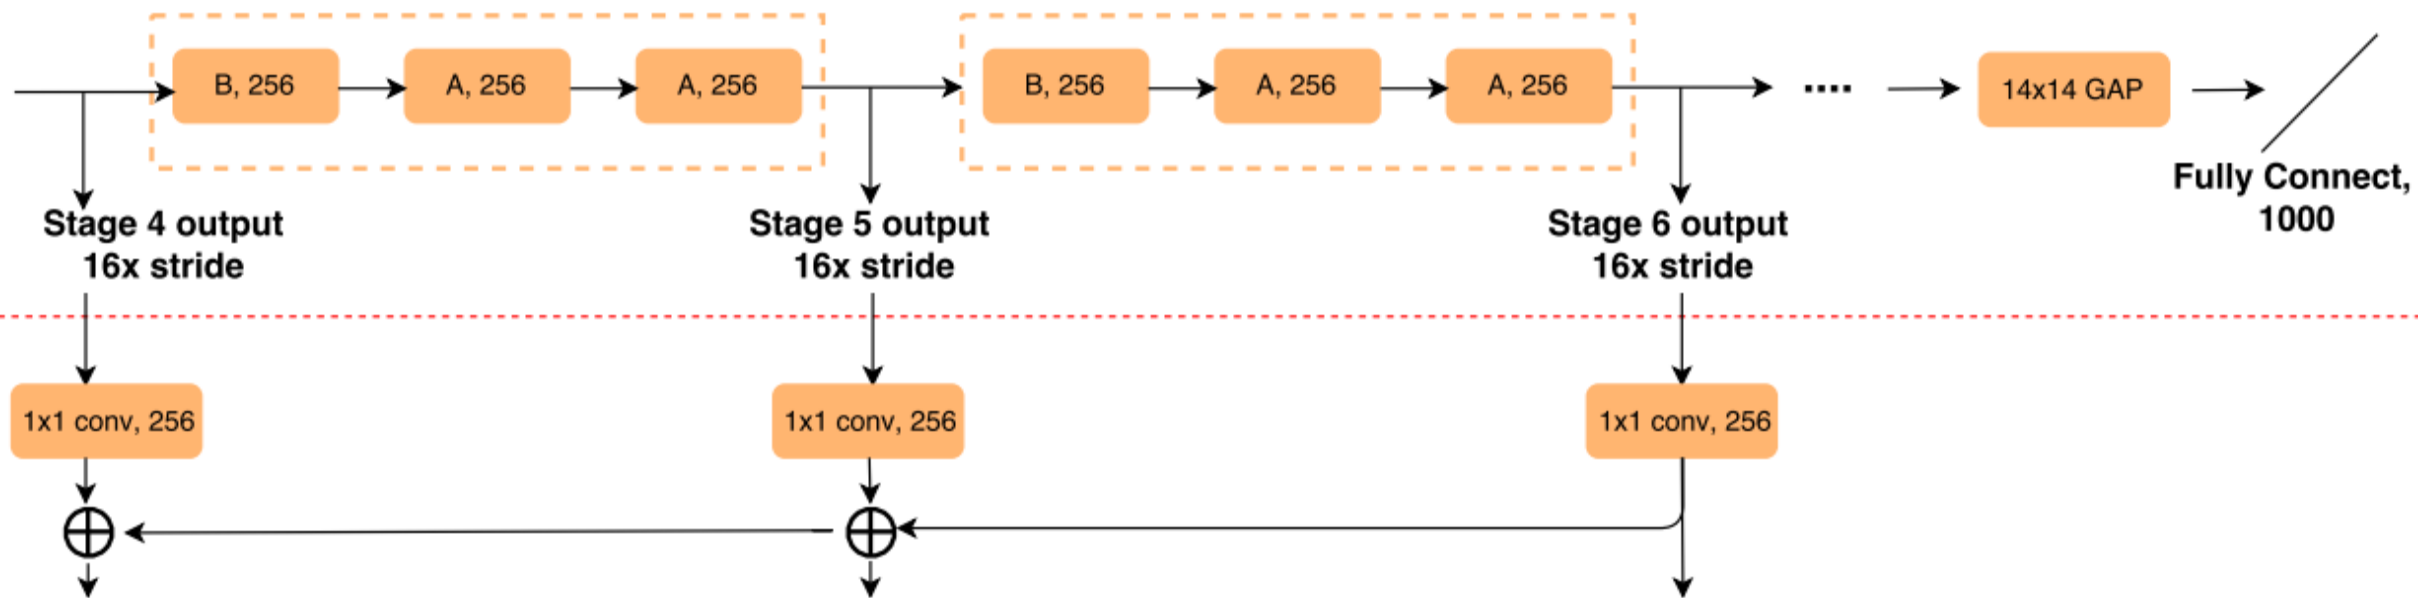 B, 256
A, 256
A, 256
B, 256
A, 256
A, 256
....
14x14 GAP
Fully Connect,
1000
Stage 4 output
16x stride
Stage 5 output
16x stride
Stage 6 output
16x stride
1x1 conv, 256
1x1 conv, 256
1x1 conv, 256